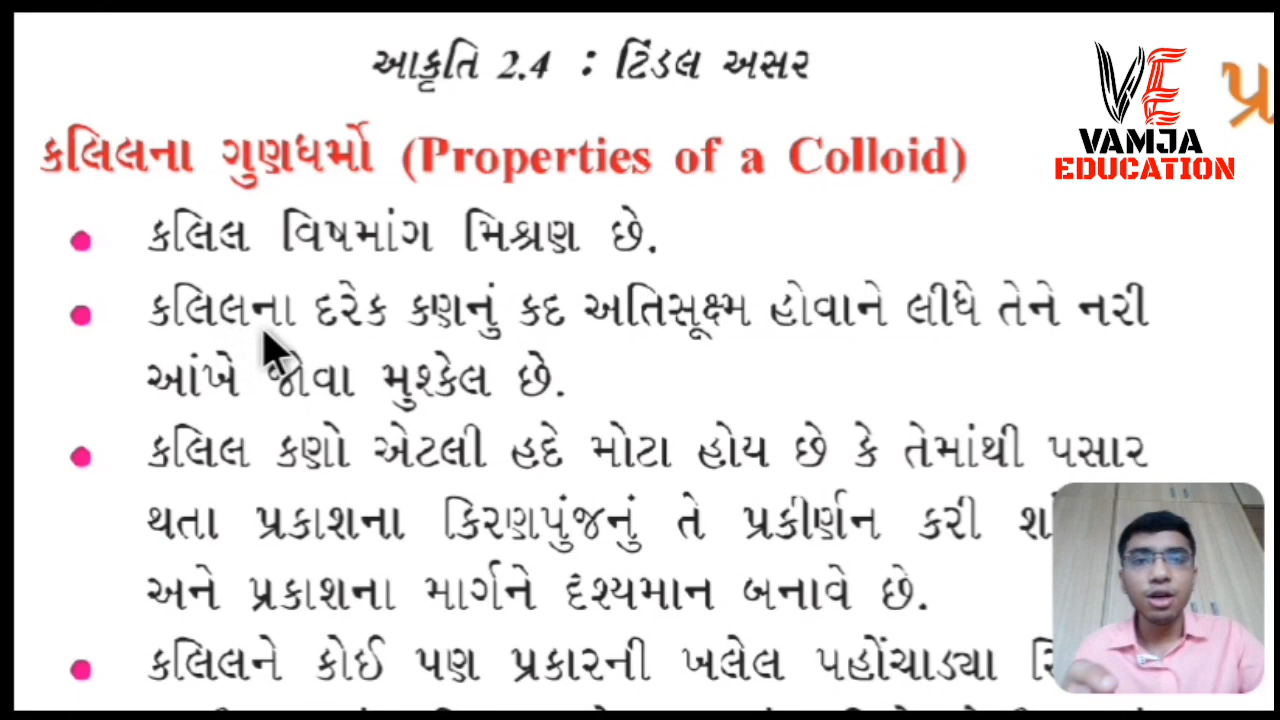 આકૃતિ 2.4 : ટિંડલ અસર
VE
VAMJA
EDUCATION
કલિલના ગુણધર્મો (Properties of a Colloid)
કલિલ વિષમાંગ મિશ્રણ છે.
કલિલના દરેક કણનું કદ અતિસૂક્ષ્મ હોવાને લીધે તેને નરી
આંખે જોવા મુશ્કેલ છે.
કલિલ કણો એટલી હદે મોટા હોય છે કે તેમાંથી પસાર
થતા પ્રકાશના કિરણપુંજનું તે પ્રકીર્ણન કરી
અને પ્રકાશના માર્ગને દૃશ્યમાન બનાવે છે.
કલિલને કોઈ પણ પ્રકારની ખલેલ પહોંચાડ્યા